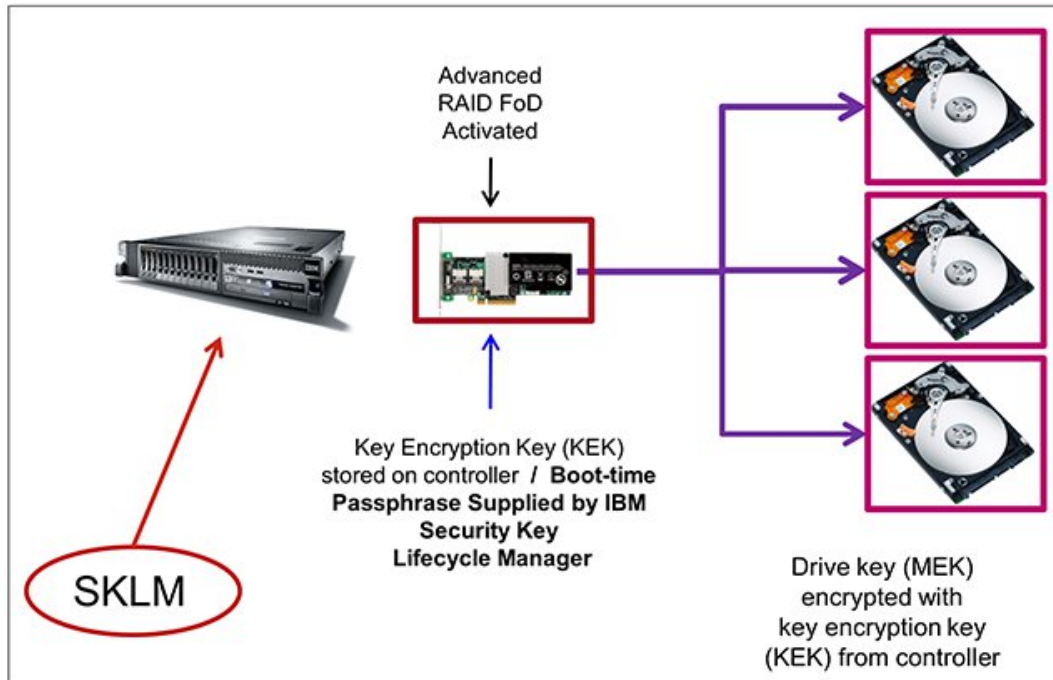 Advanced
RAID FoD
Activated
Key Encryption Key (KEK)
stored on controller / Boot-time
Passphrase Supplied by IBM
Security Key
Lifecycle Manager
SKLM
Drive key (MEK)
encrypted with
key encryption key
(KEK) from controller